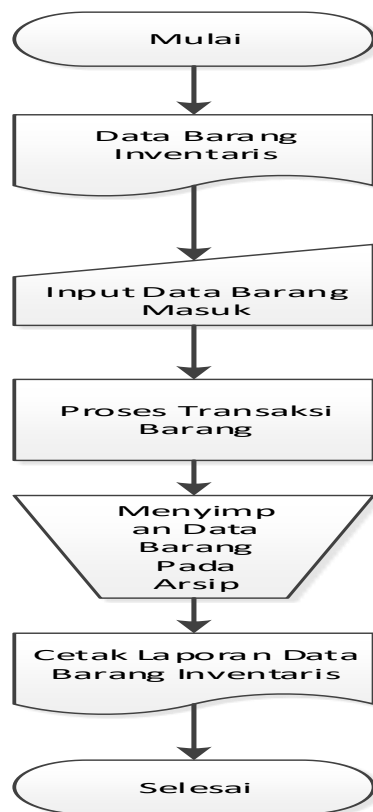 Mulai
Data Barang
Inventaris
Input Data Barang
Masuk
Proses Transaksi
Barang
Menyimp
an Data
Barang
Pada
Arsip
Cetak Laporan Data
Barang Inventaris
Selesai